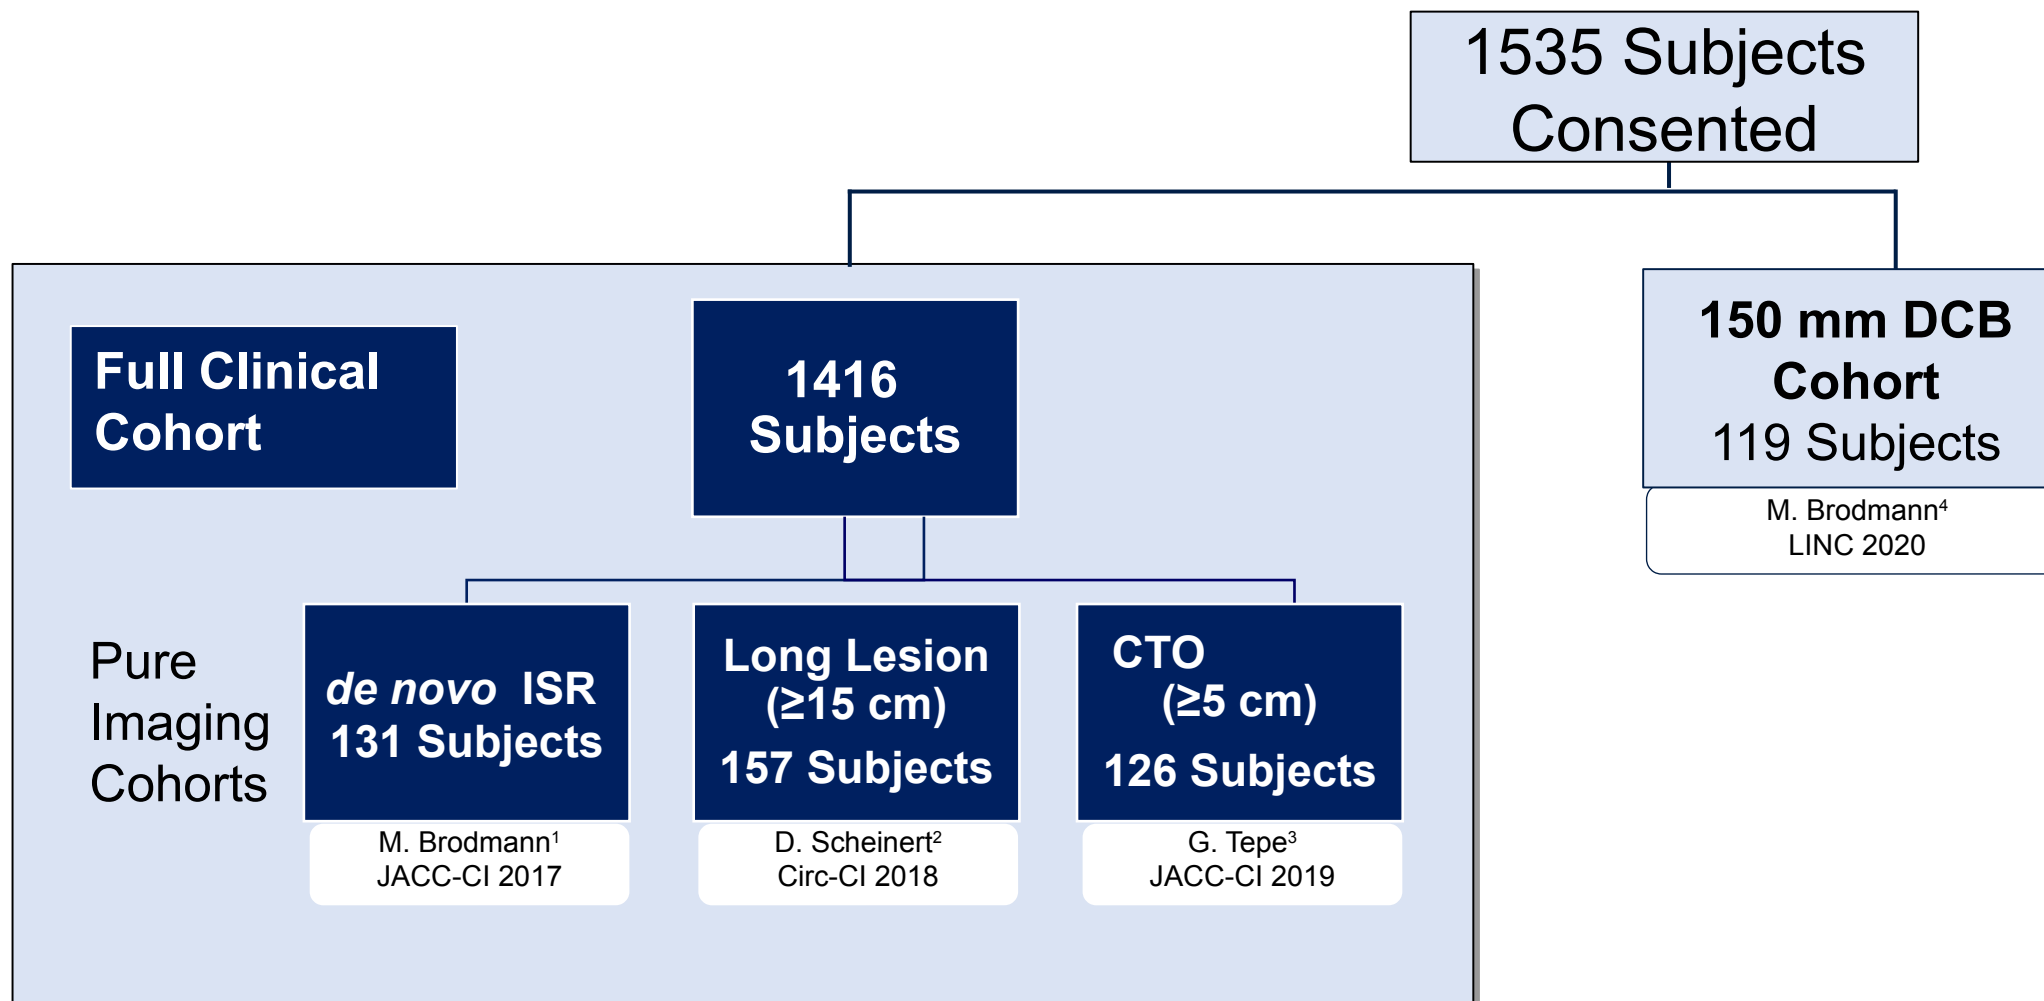 1535 Subjects
Consented
Full Clinical
Cohort
1416
Subjects
150 mm DCB
Cohort
119 Subjects
M. Brodmann⁴
LINC 2020
Pure
Imaging
Cohorts
de novo ISR
131 Subjects
M. Brodmann¹
JACC-CI 2017
Long Lesion
(≥15 cm)
157 Subjects
D. Scheinert²
Circ-CI 2018
CTO
(≥5 cm)
126 Subjects
G. Tepe³
JACC-CI 2019